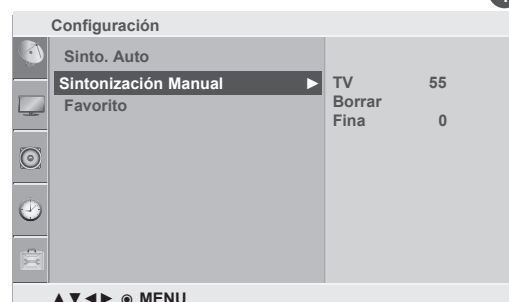 Configuración
Sinto. Auto
Sintonización Manual ► TV 55
Favorito Borrar
Fina 0
▲▼◄► ◉ MENU